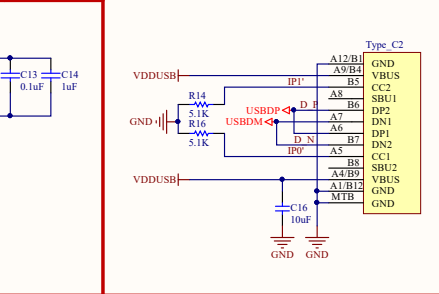 Type_C2
C13
0.1uF
C14
1uF
VDDUSB
GND
R14
5.1K
R16
5.1K
IP1'
USBDP
D_P
USBDM
D_N
IP0'
VDDUSB
C16
10uF
GND
GND
A12/B1 GND
A9/B4 VBUS
B5 CC2
A8 SBU1
B6 DP2
A7 DN1
A6 DP1
B7 DN2
A5 CC1
B8 SBU2
A4/B9 VBUS
A1/B12 GND
MTB GND